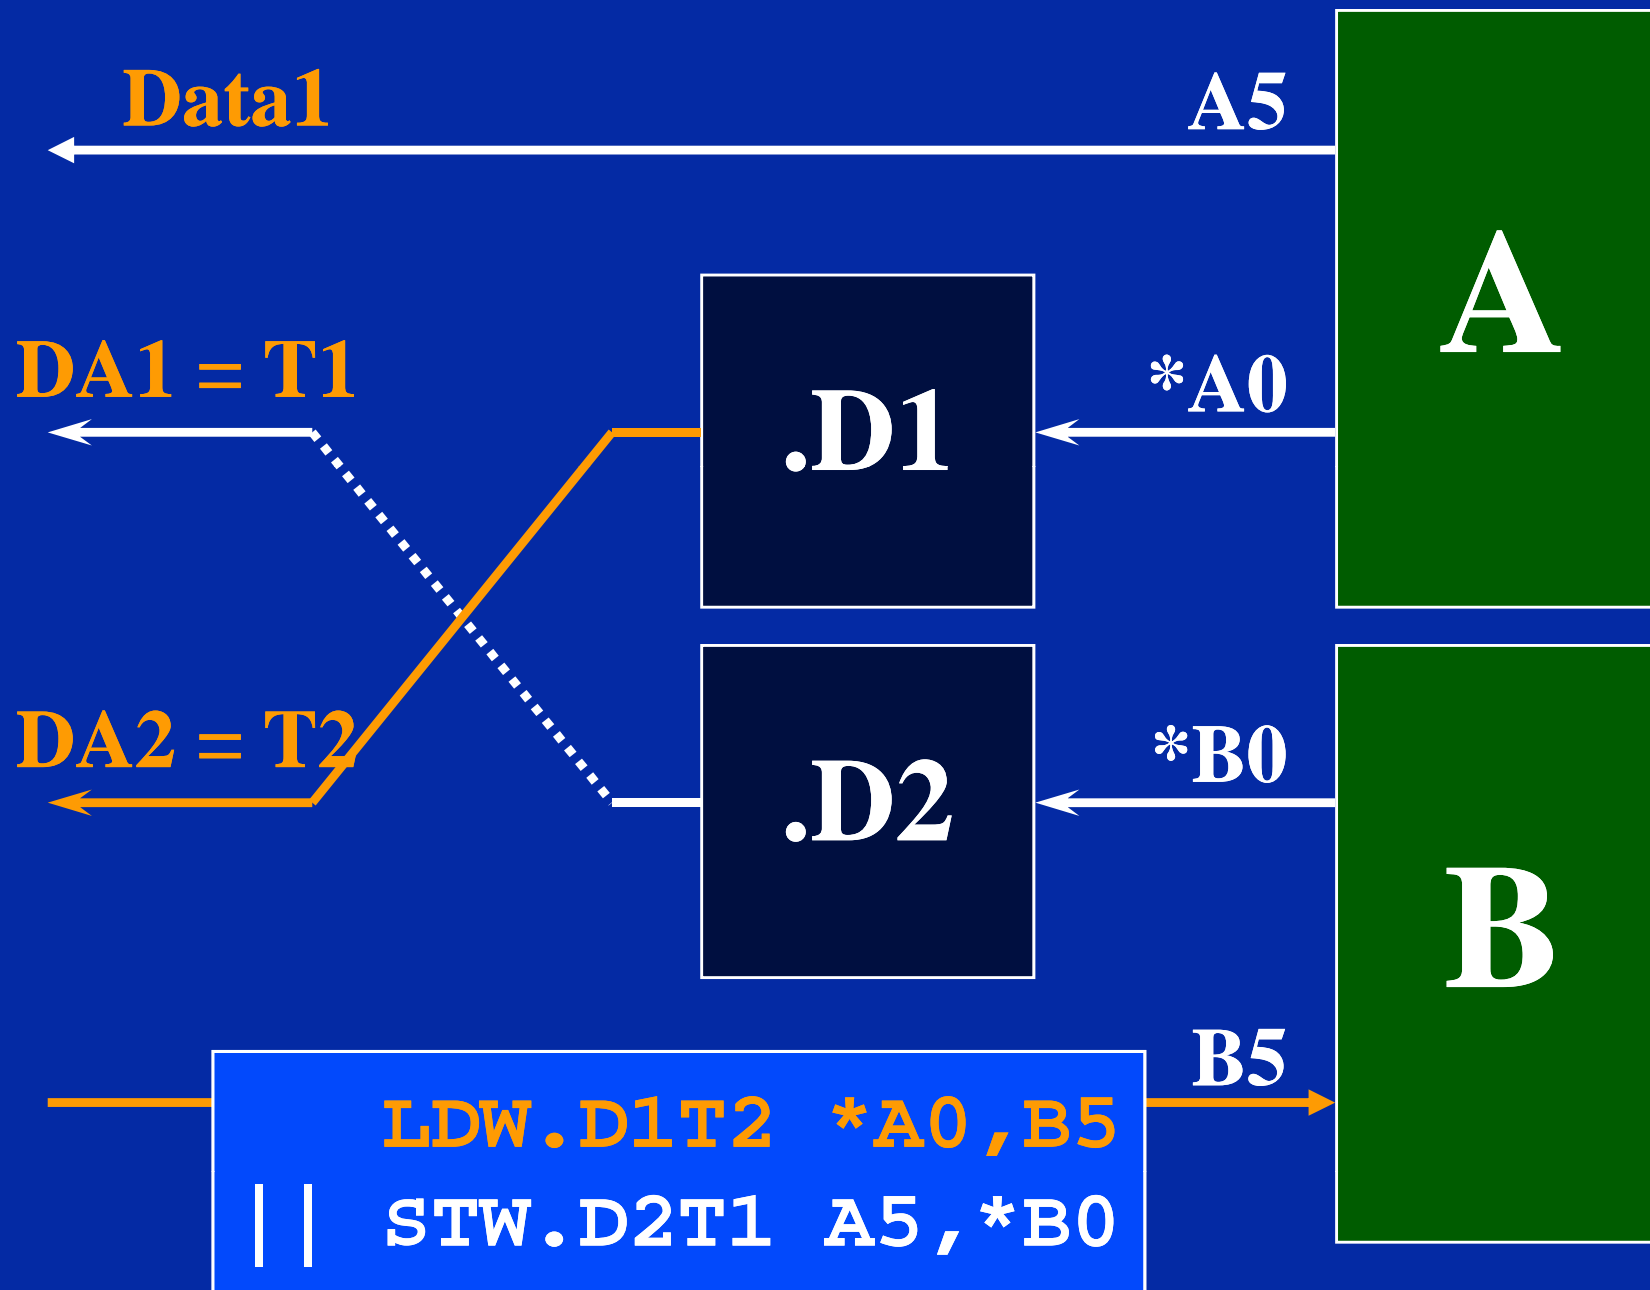 Data1
A5
A
DA1 = T1
.D1
*A0
DA2 = T2
.D2
*B0
B
B5
LDW.D1T2 *A0,B5
|| STW.D2T1 A5,*B0